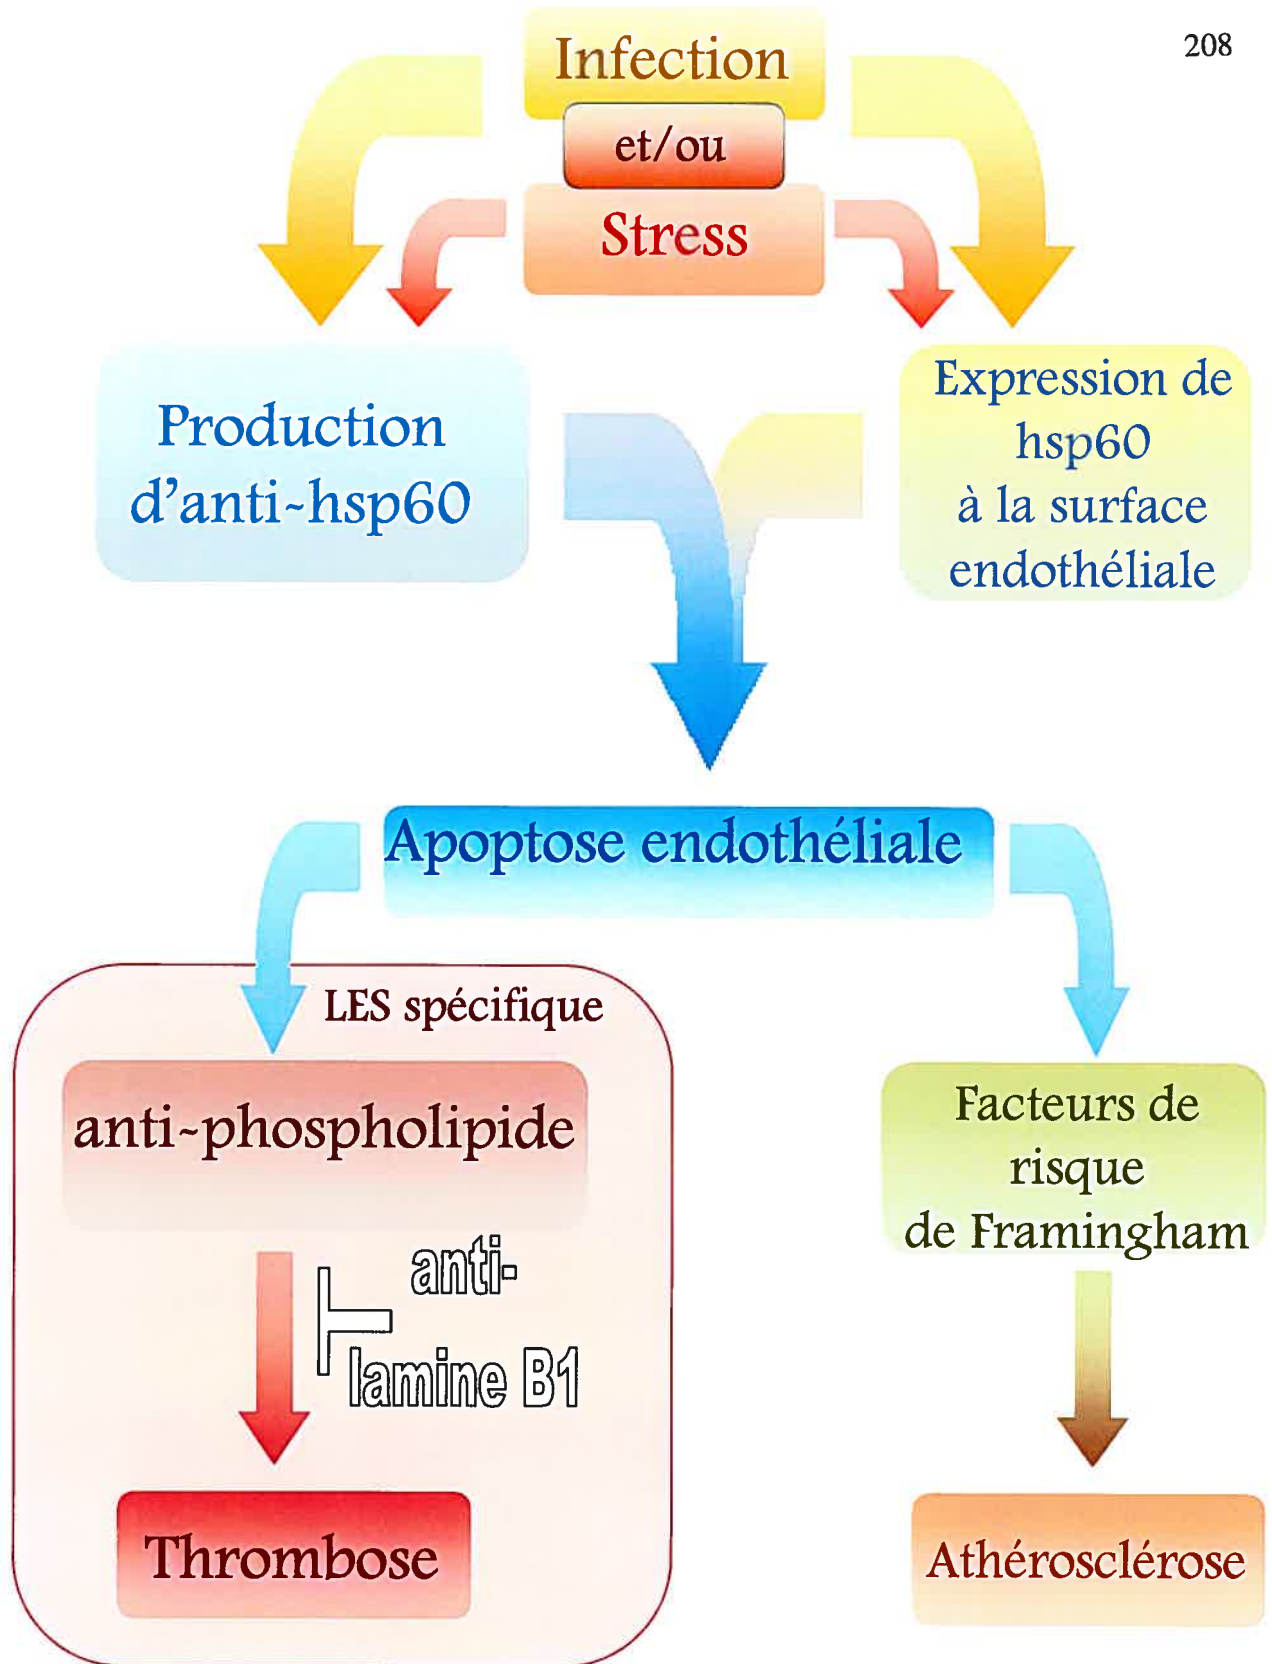 208
Infection
et/ou
Stress
Production
d'anti-hsp60
Expression de
hsp60
à la surface
endothéliale
Apoptose endothéliale
LES spécifique
anti-phospholipide
anti-
lamine B1
Thrombose
Facteurs de
risque
de Framingham
Athérosclérose